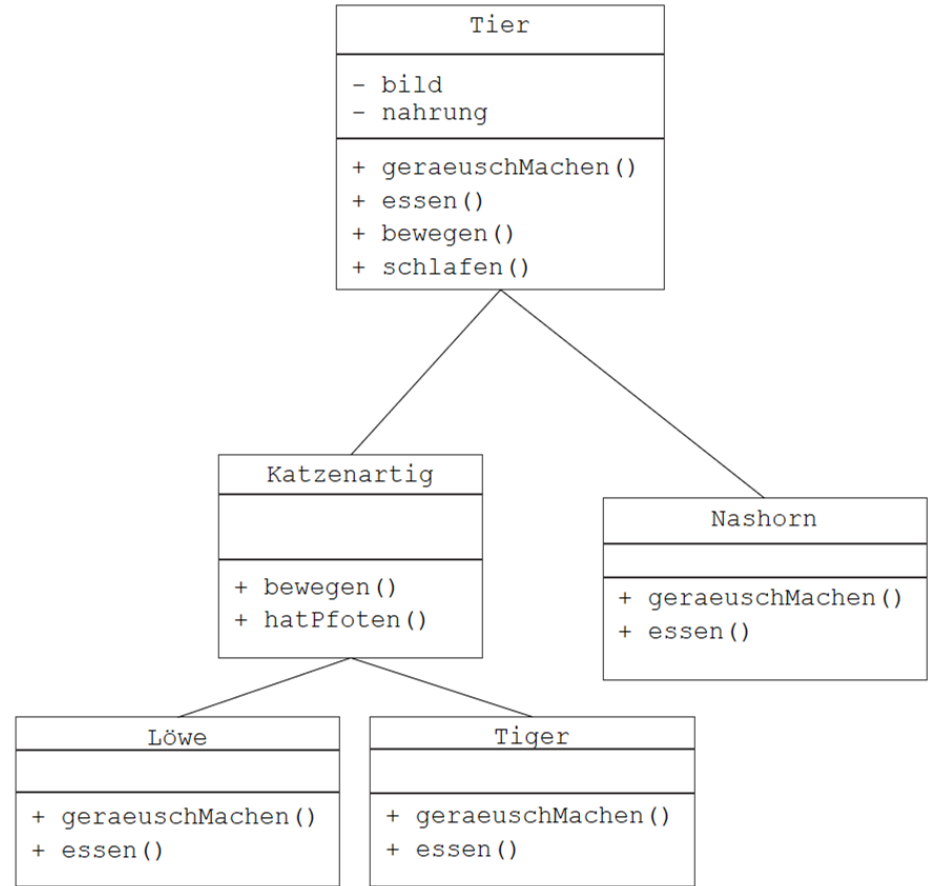 Tier
- bild
- nahrung
+ geraeuschMachen()
+ essen()
+ bewegen()
+ schlafen()
Katzenartig
+ bewegen()
+ hatPfoten()
Nashorn
+ geraeuschMachen()
+ essen()
Löwe
+ geraeuschMachen()
+ essen()
Tiger
+ geraeuschMachen()
+ essen()